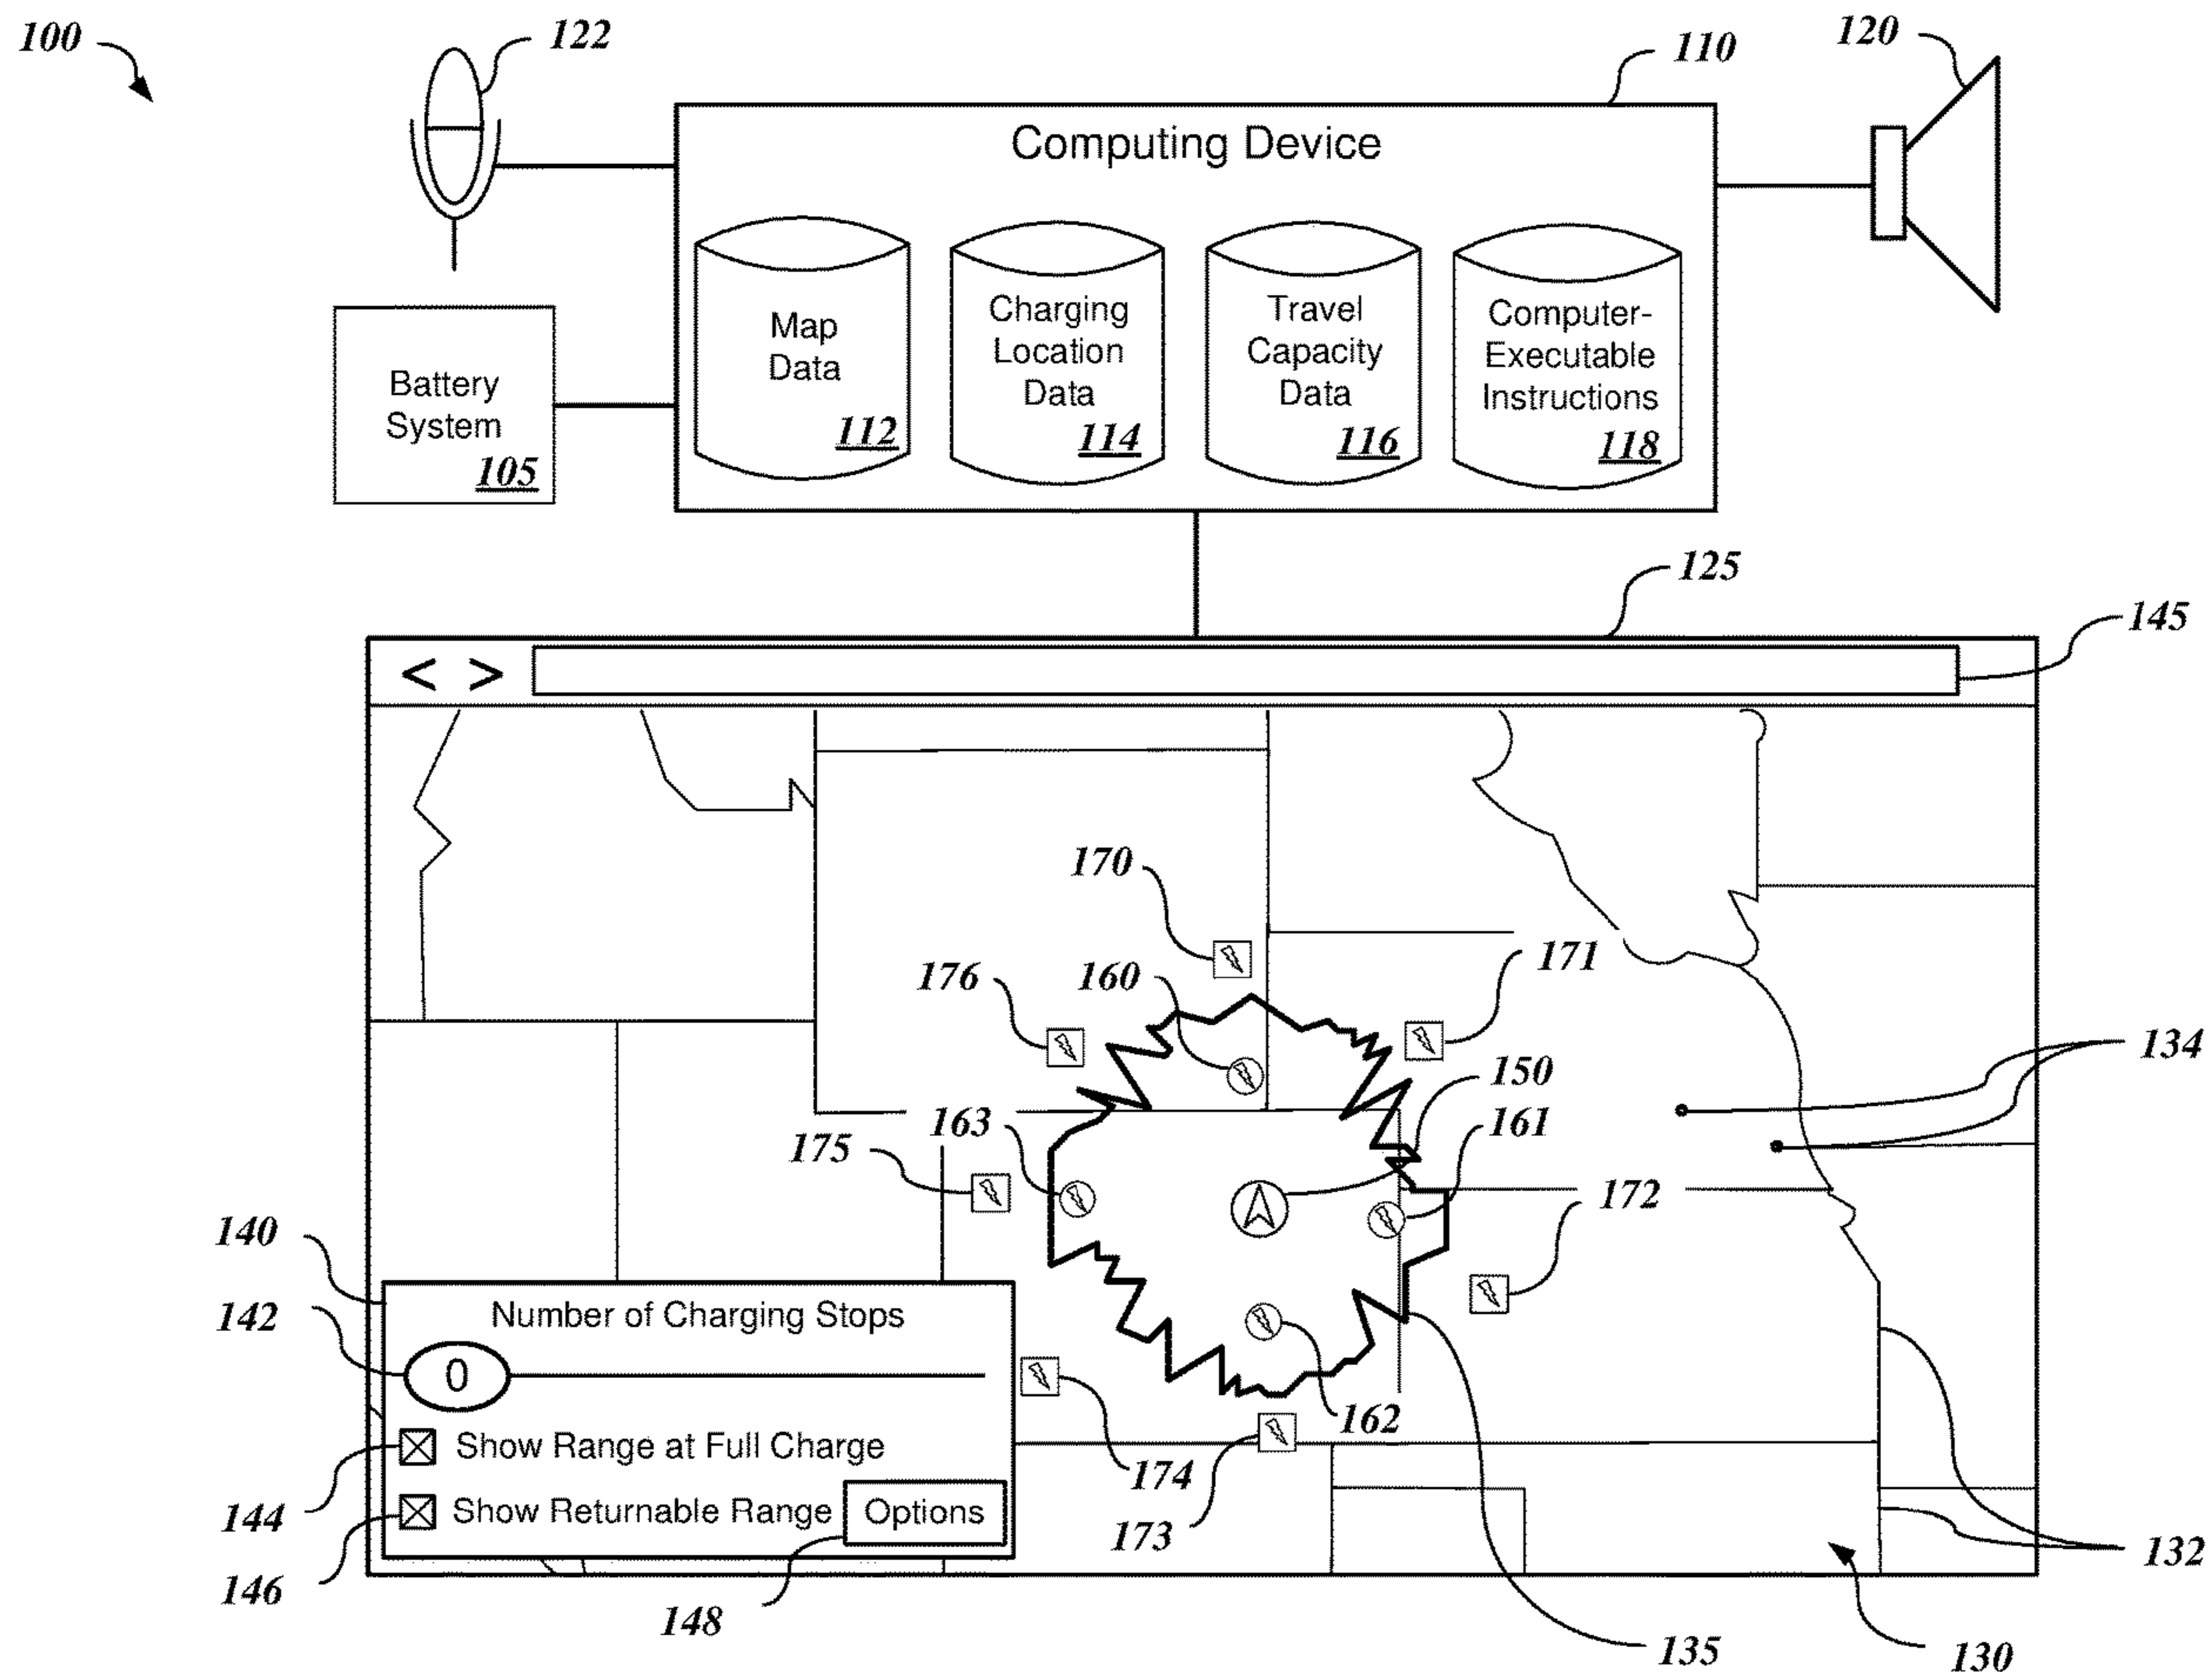 100
122
110
120
Computing Device
Map
Data
112
Charging
Location
Data
114
Travel
Capacity
Data
116
Computer-
Executable
Instructions
118
Battery
System
105
125
145
< >
170
176
160
171
134
150
163
161
175
172
140
Number of Charging Stops
142
0
162
Show Range at Full Charge
174
144
Show Returnable Range
Options
173
132
146
148
135
130